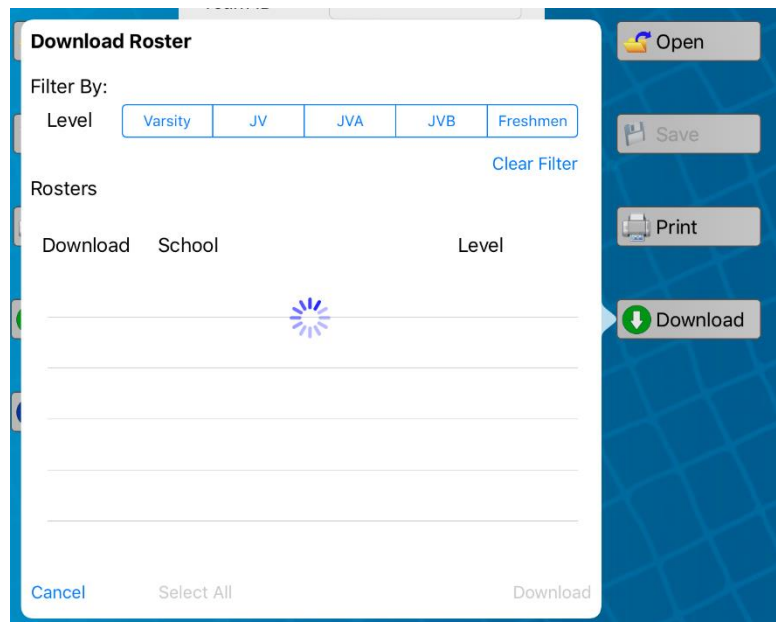 Download Roster
Filter By:
Level Varsity JV JVA JVB Freshmen
Clear Filter
Rosters
Download School Level
Cancel Select All Download
Open
Save
Print
Download